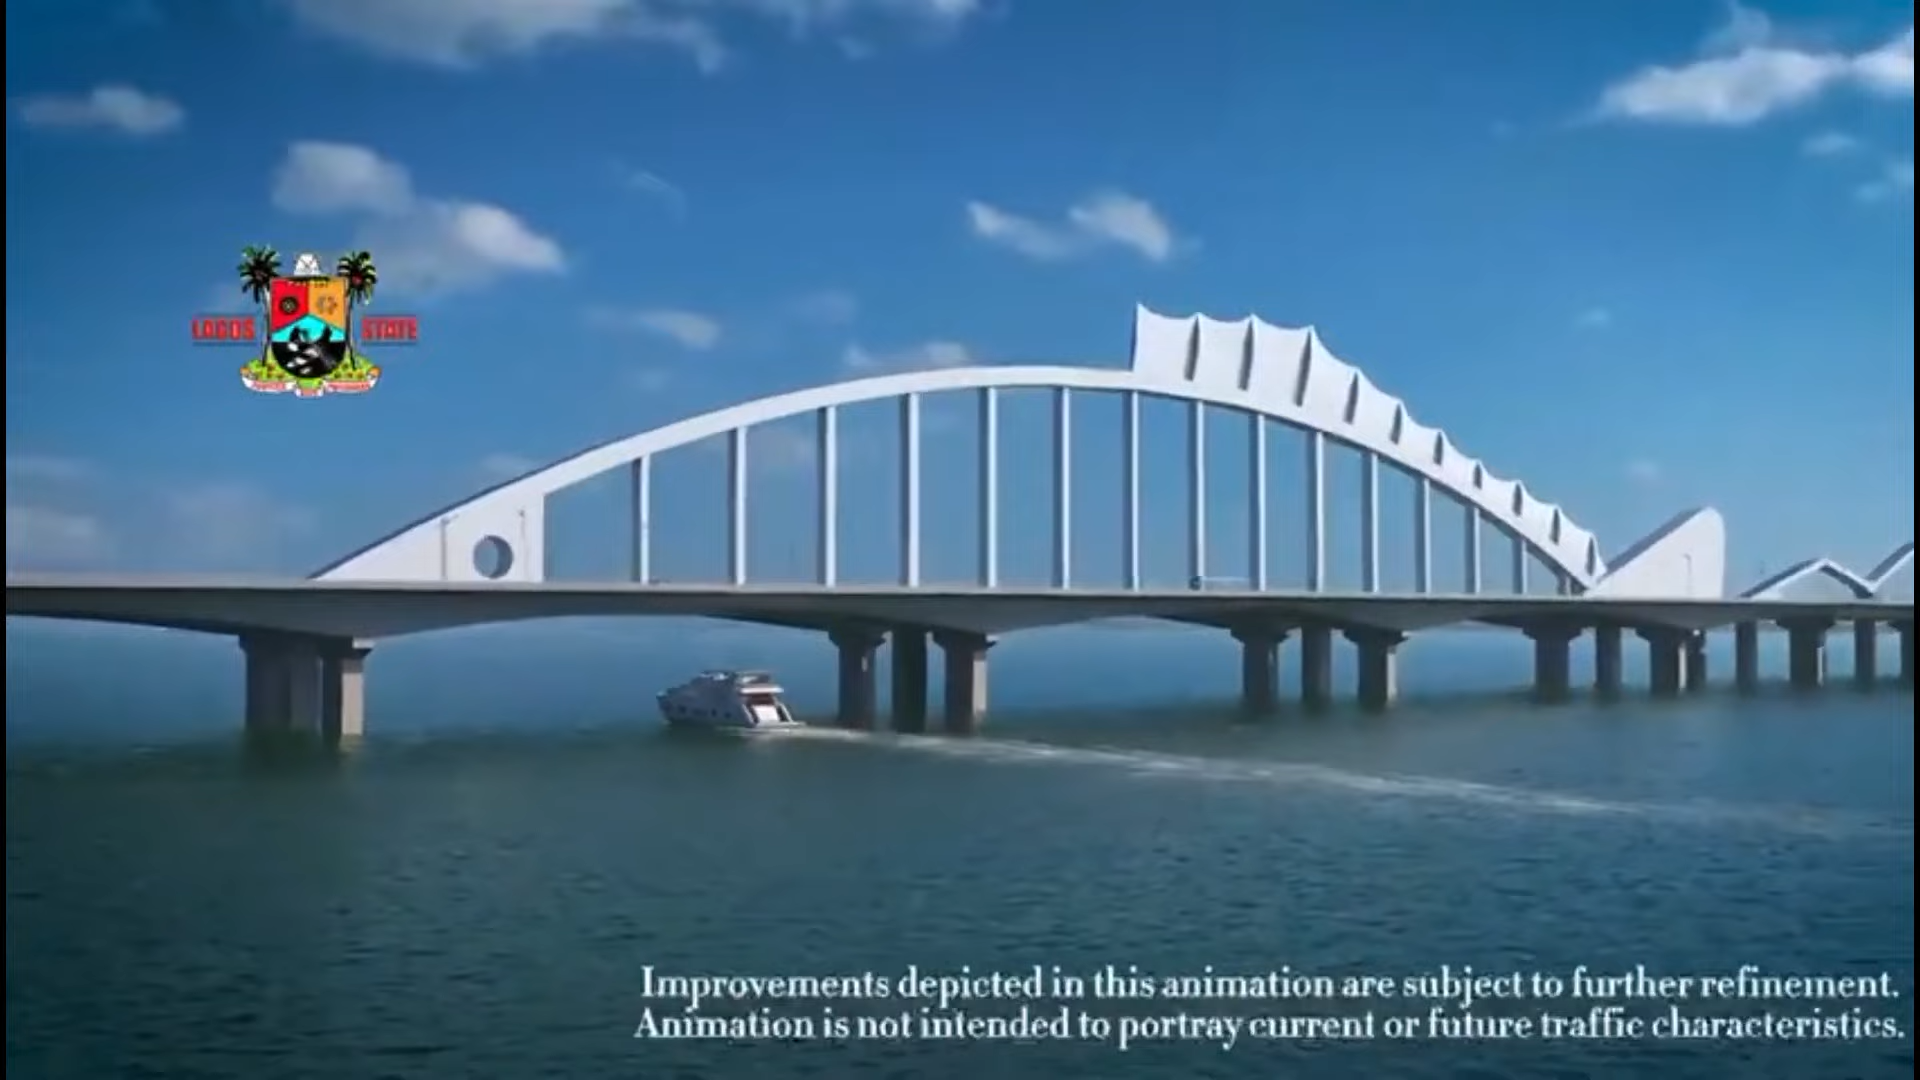 LAGOS STATE
Improvements depicted in this animation are subject to further refinement.
Animation is not intended to portray current or future traffic characteristics.